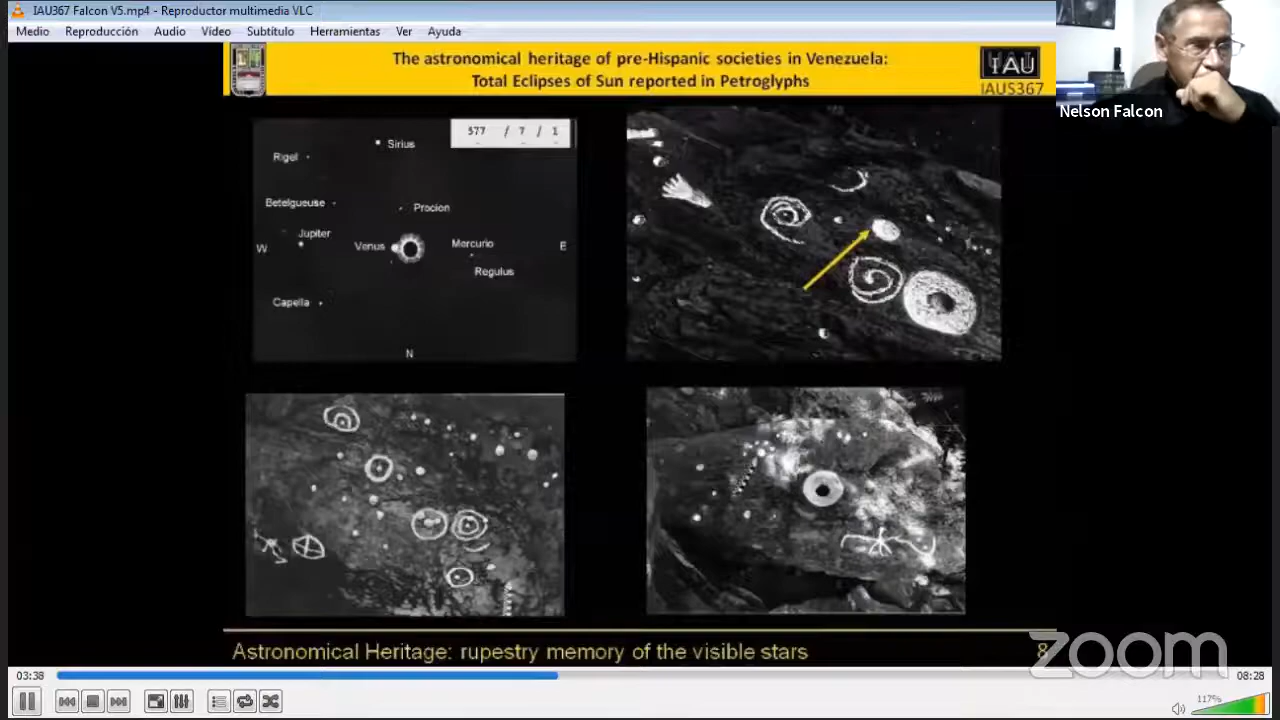 IAU367 Falcon V5.mp4 - Reproductor multimedia VLC
Medio Reproducción Audio Vídeo Subtítulo Herramientas Ver Ayuda
The astronomical heritage of pre-Hispanic societies in Venezuela:
Total Eclipses of Sun reported in Petroglyphs
IAU
IAUS367
Nelson Falcon
577 / 7 / 1
Sirius
Rigel
Betelgueuse
Procion
Jupiter
W
Venus
Mercurio
E
Regulus
Capella
N
Astronomical Heritage: rupestry memory of the visible stars
8
zoom
03:38
08:28
117%